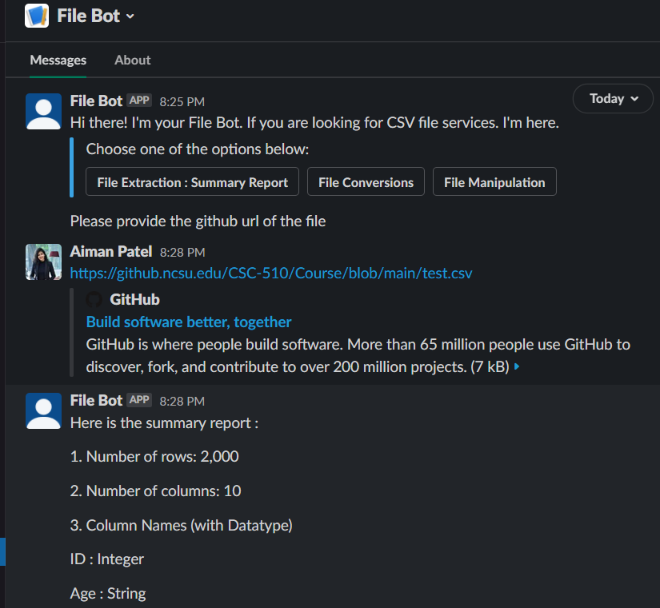 File Bot
Messages About
File Bot APP 8:25 PM
Today
Hi there! I'm your File Bot. If you are looking for CSV file services. I'm here.
Choose one of the options below:
File Extraction : Summary Report File Conversions File Manipulation
Please provide the github url of the file
Aiman Patel 8:28 PM
https://github.ncsu.edu/CSC-510/Course/blob/main/test.csv
GitHub
Build software better, together
GitHub is where people build software. More than 65 million people use GitHub to
discover, fork, and contribute to over 200 million projects. (7 kB)
File Bot APP 8:28 PM
Here is the summary report :
1. Number of rows: 2,000
2. Number of columns: 10
3. Column Names (with Datatype)
ID : Integer
Age : String